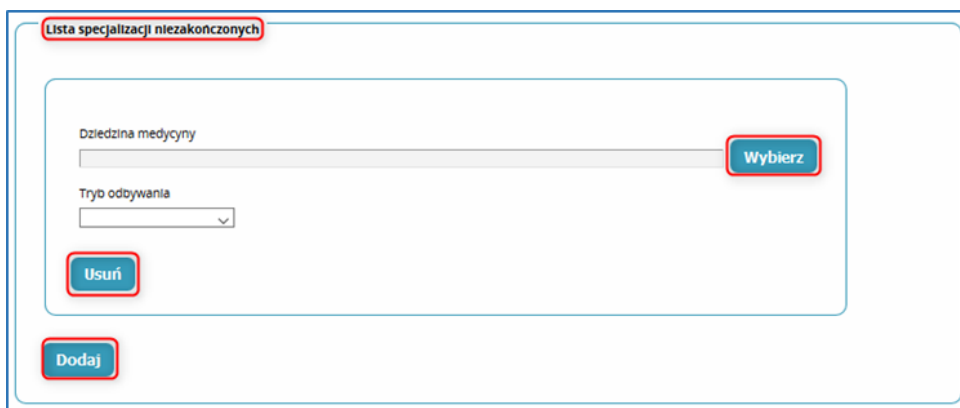 Lista specjalizacji niezakończonych
Dziedzina medycyny
Wybierz
Tryb odbywania
Usuń
Dodaj